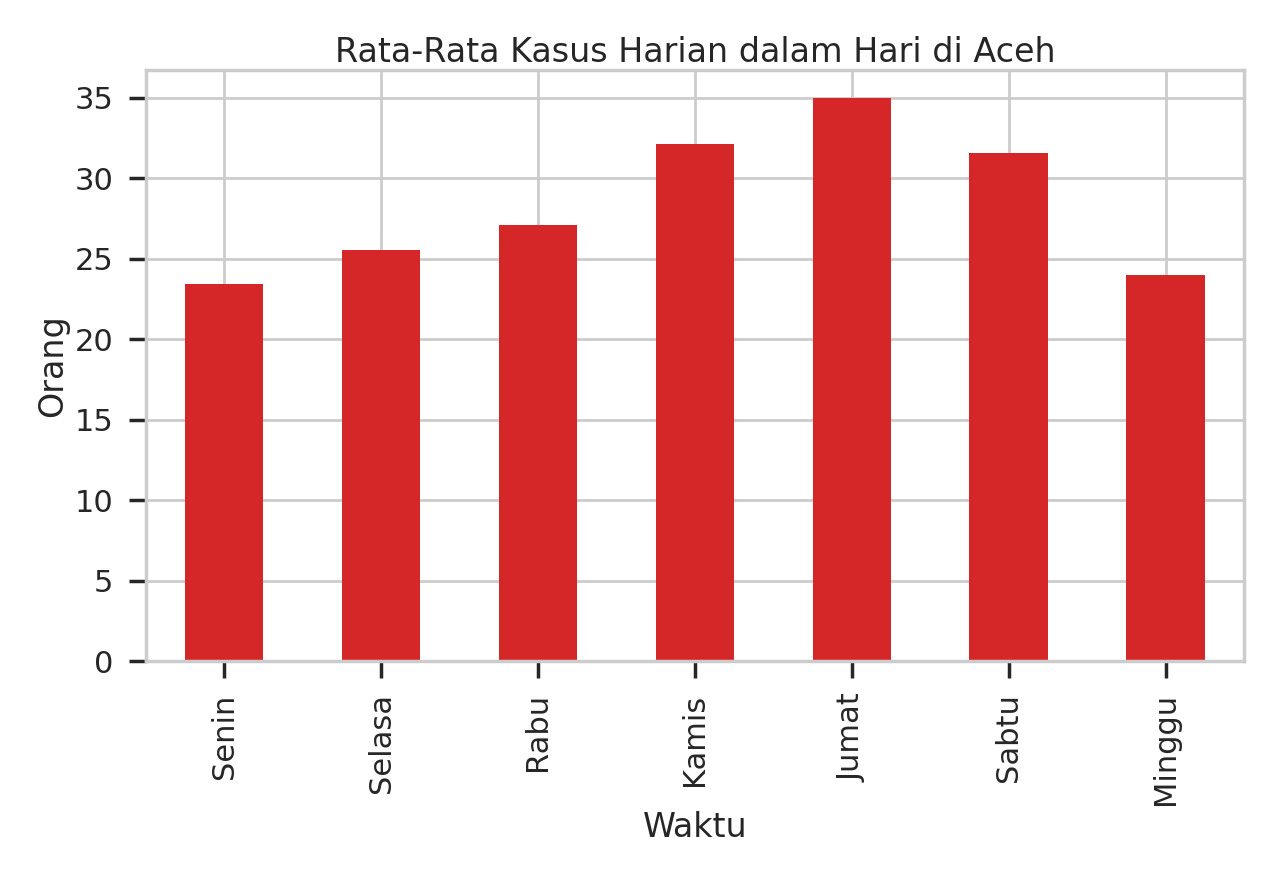 Rata-Rata Kasus Harian dalam Hari di Aceh
Orang
35
30
25
20
15
10
5
0
Senin
Selasa
Rabu
Kamis
Jumat
Sabtu
Minggu
Waktu